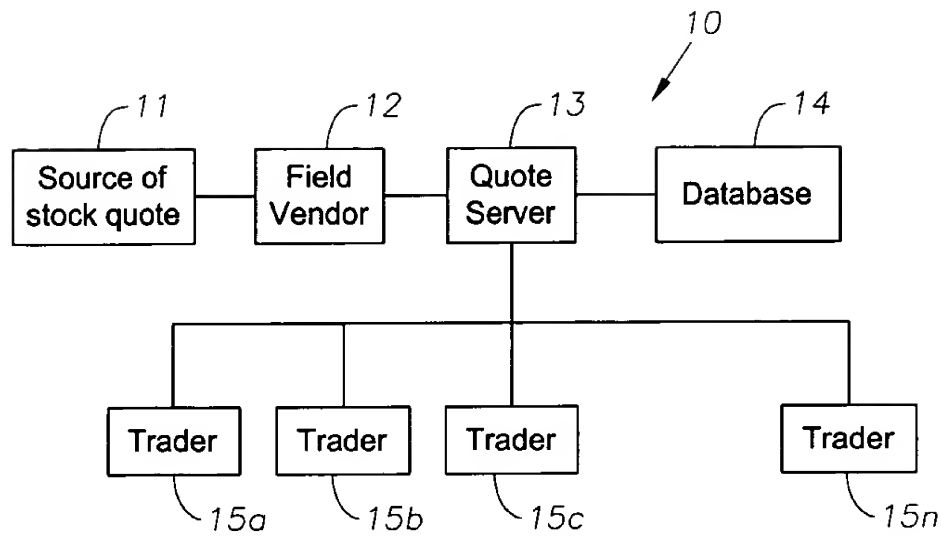 10
11
12
13
14
Source of
stock quote
Field
Vendor
Quote
Server
Database
Trader
Trader
Trader
Trader
15a
15b
15c
15n